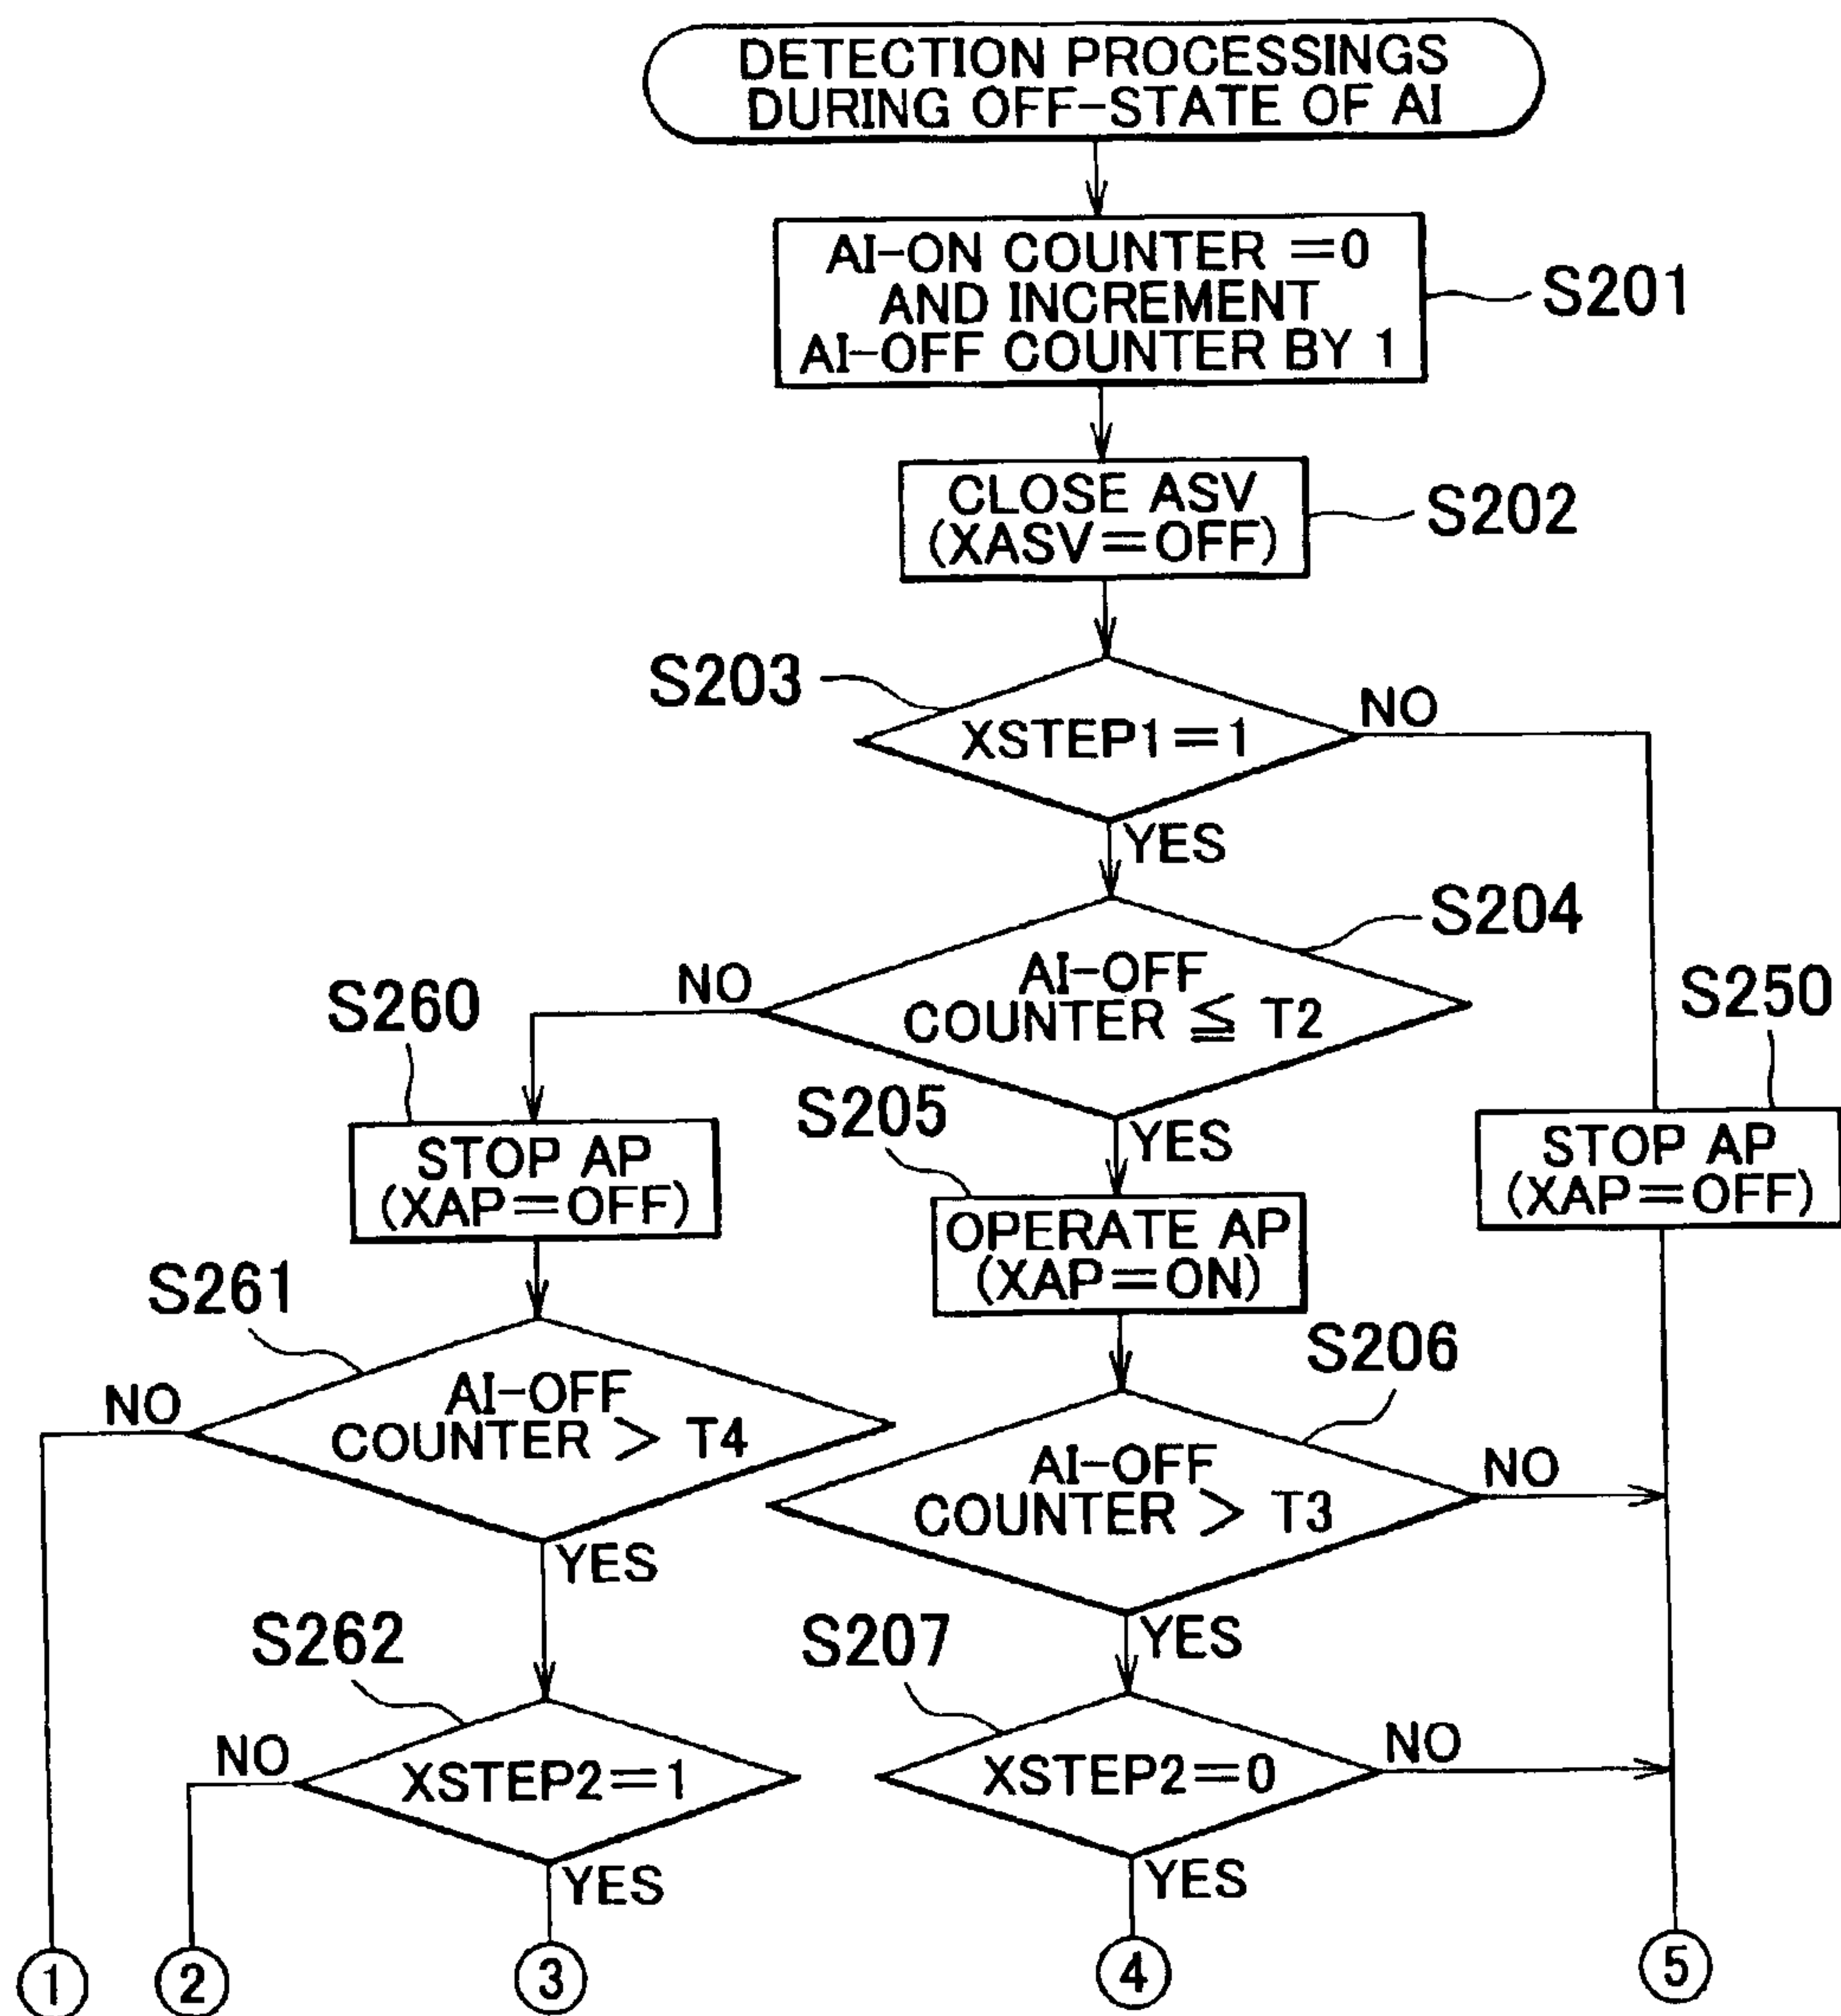 DETECTION PROCESSINGS
DURING OFF-STATE OF AI
AI-ON COUNTER =0
AND INCREMENT
AI-OFF COUNTER BY 1
S201
CLOSE ASV
(XASV=OFF)
S202
S203
XSTEP1=1
NO
YES
S204
AI-OFF
COUNTER ≦ T2
NO
YES
S260
STOP AP
(XAP=OFF)
S205
OPERATE AP
(XAP=ON)
S250
STOP AP
(XAP=OFF)
S261
AI-OFF
COUNTER > T4
NO
YES
S206
AI-OFF
COUNTER > T3
NO
YES
S262
XSTEP2=1
NO
YES
S207
XSTEP2=0
NO
YES
1
2
3
4
5